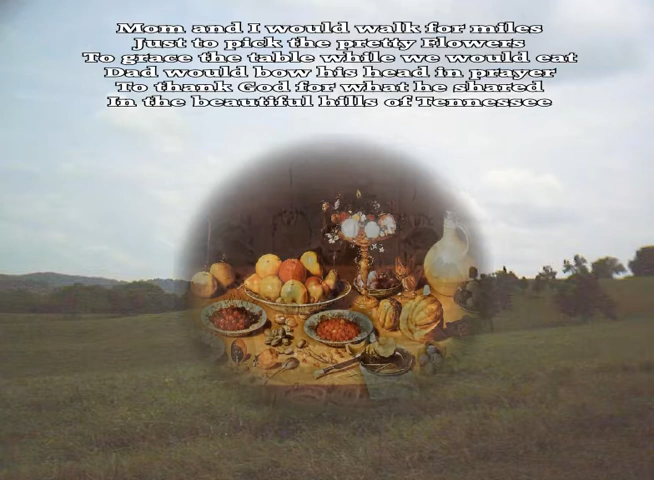 Mom and I would walk for miles
Just to pick the pretty Flowers
To grace the table while we would eat
Dad would bow his head in prayer
To thank God for what he shared
In the beautiful hills of Tennessee